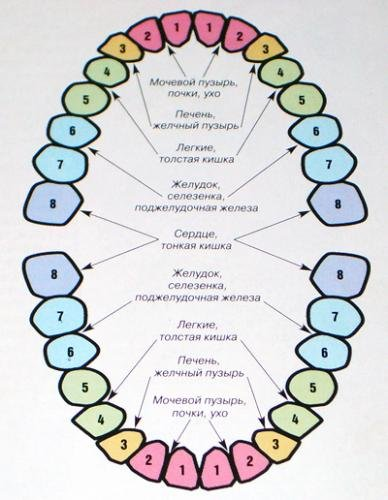 2 1 1 2
3 3
4 4
Мочевой пузырь,
почки, ухо
5 5
Печень,
желчный пузырь
6 6
Легкие,
толстая кишка
7 7
Желудок,
селезенка,
поджелудочная железа
8 8
Сердце,
тонкая кишка
8 8
Желудок,
селезенка,
поджелудочная железа
7 7
Легкие,
толстая кишка
6 6
Печень,
желчный пузырь
5 5
Мочевой пузырь,
почки, ухо
4 4
3 3
2 1 1 2